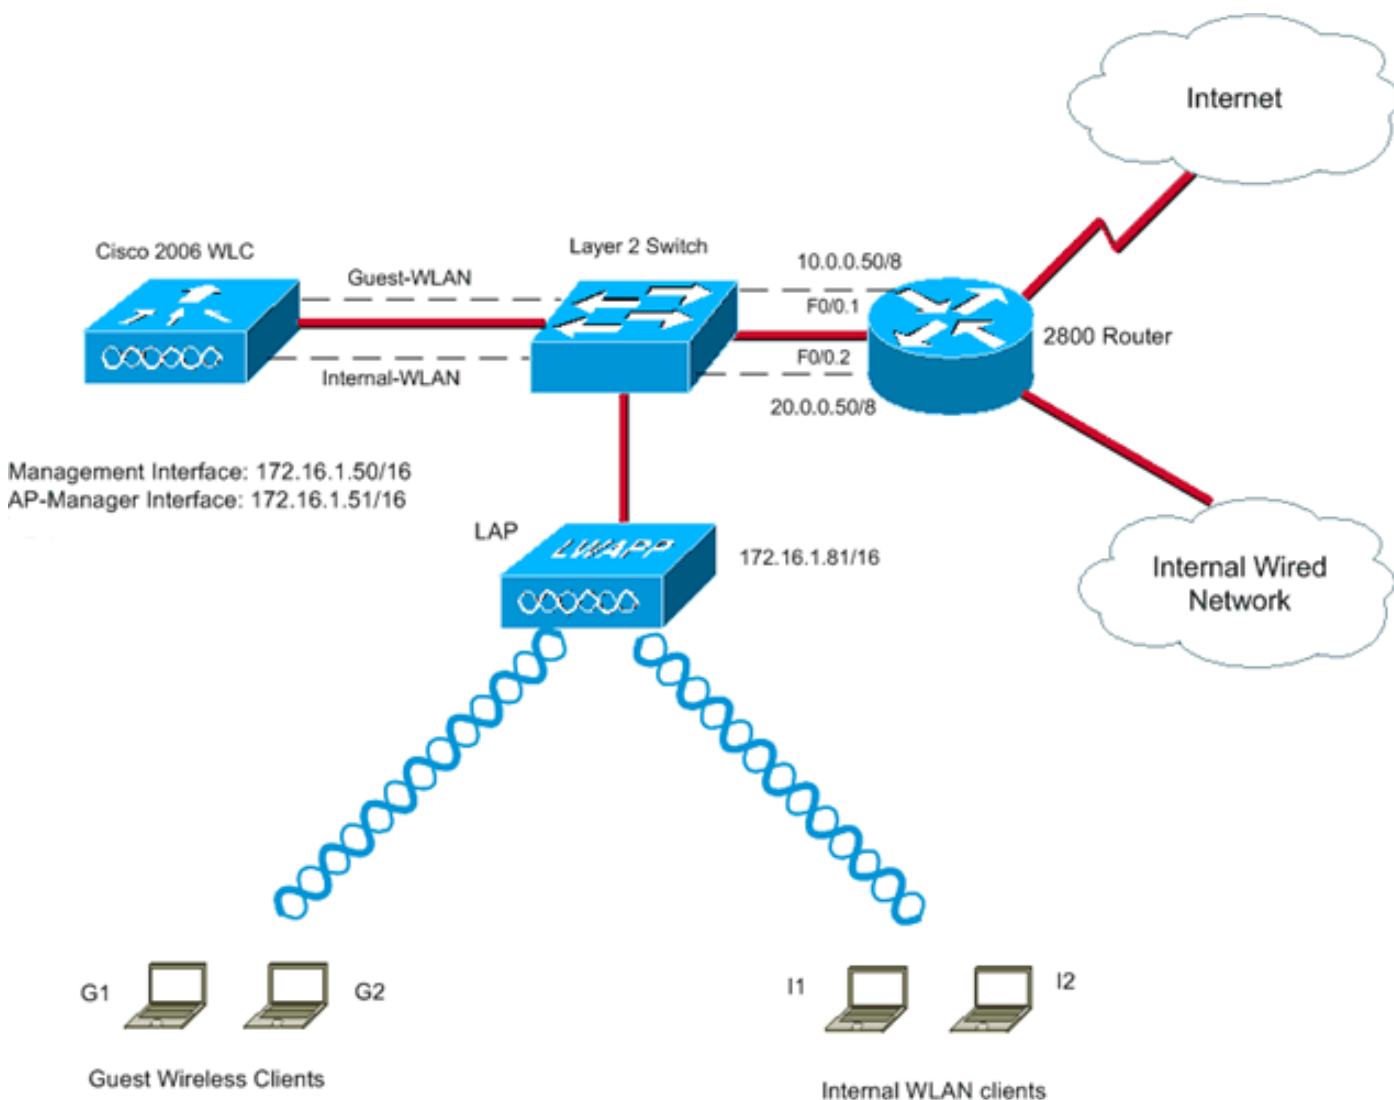 Internet
Cisco 2006 WLC
Layer 2 Switch
Guest-WLAN
10.0.0.50/8
F0/0.1
2800 Router
Internal-WLAN
F0/0.2
20.0.0.50/8
Management Interface: 172.16.1.50/16
AP-Manager Interface: 172.16.1.51/16
LAP
LWAPP
172.16.1.81/16
Internal Wired
Network
G1
G2
I1
I2
Guest Wireless Clients
Internal WLAN clients